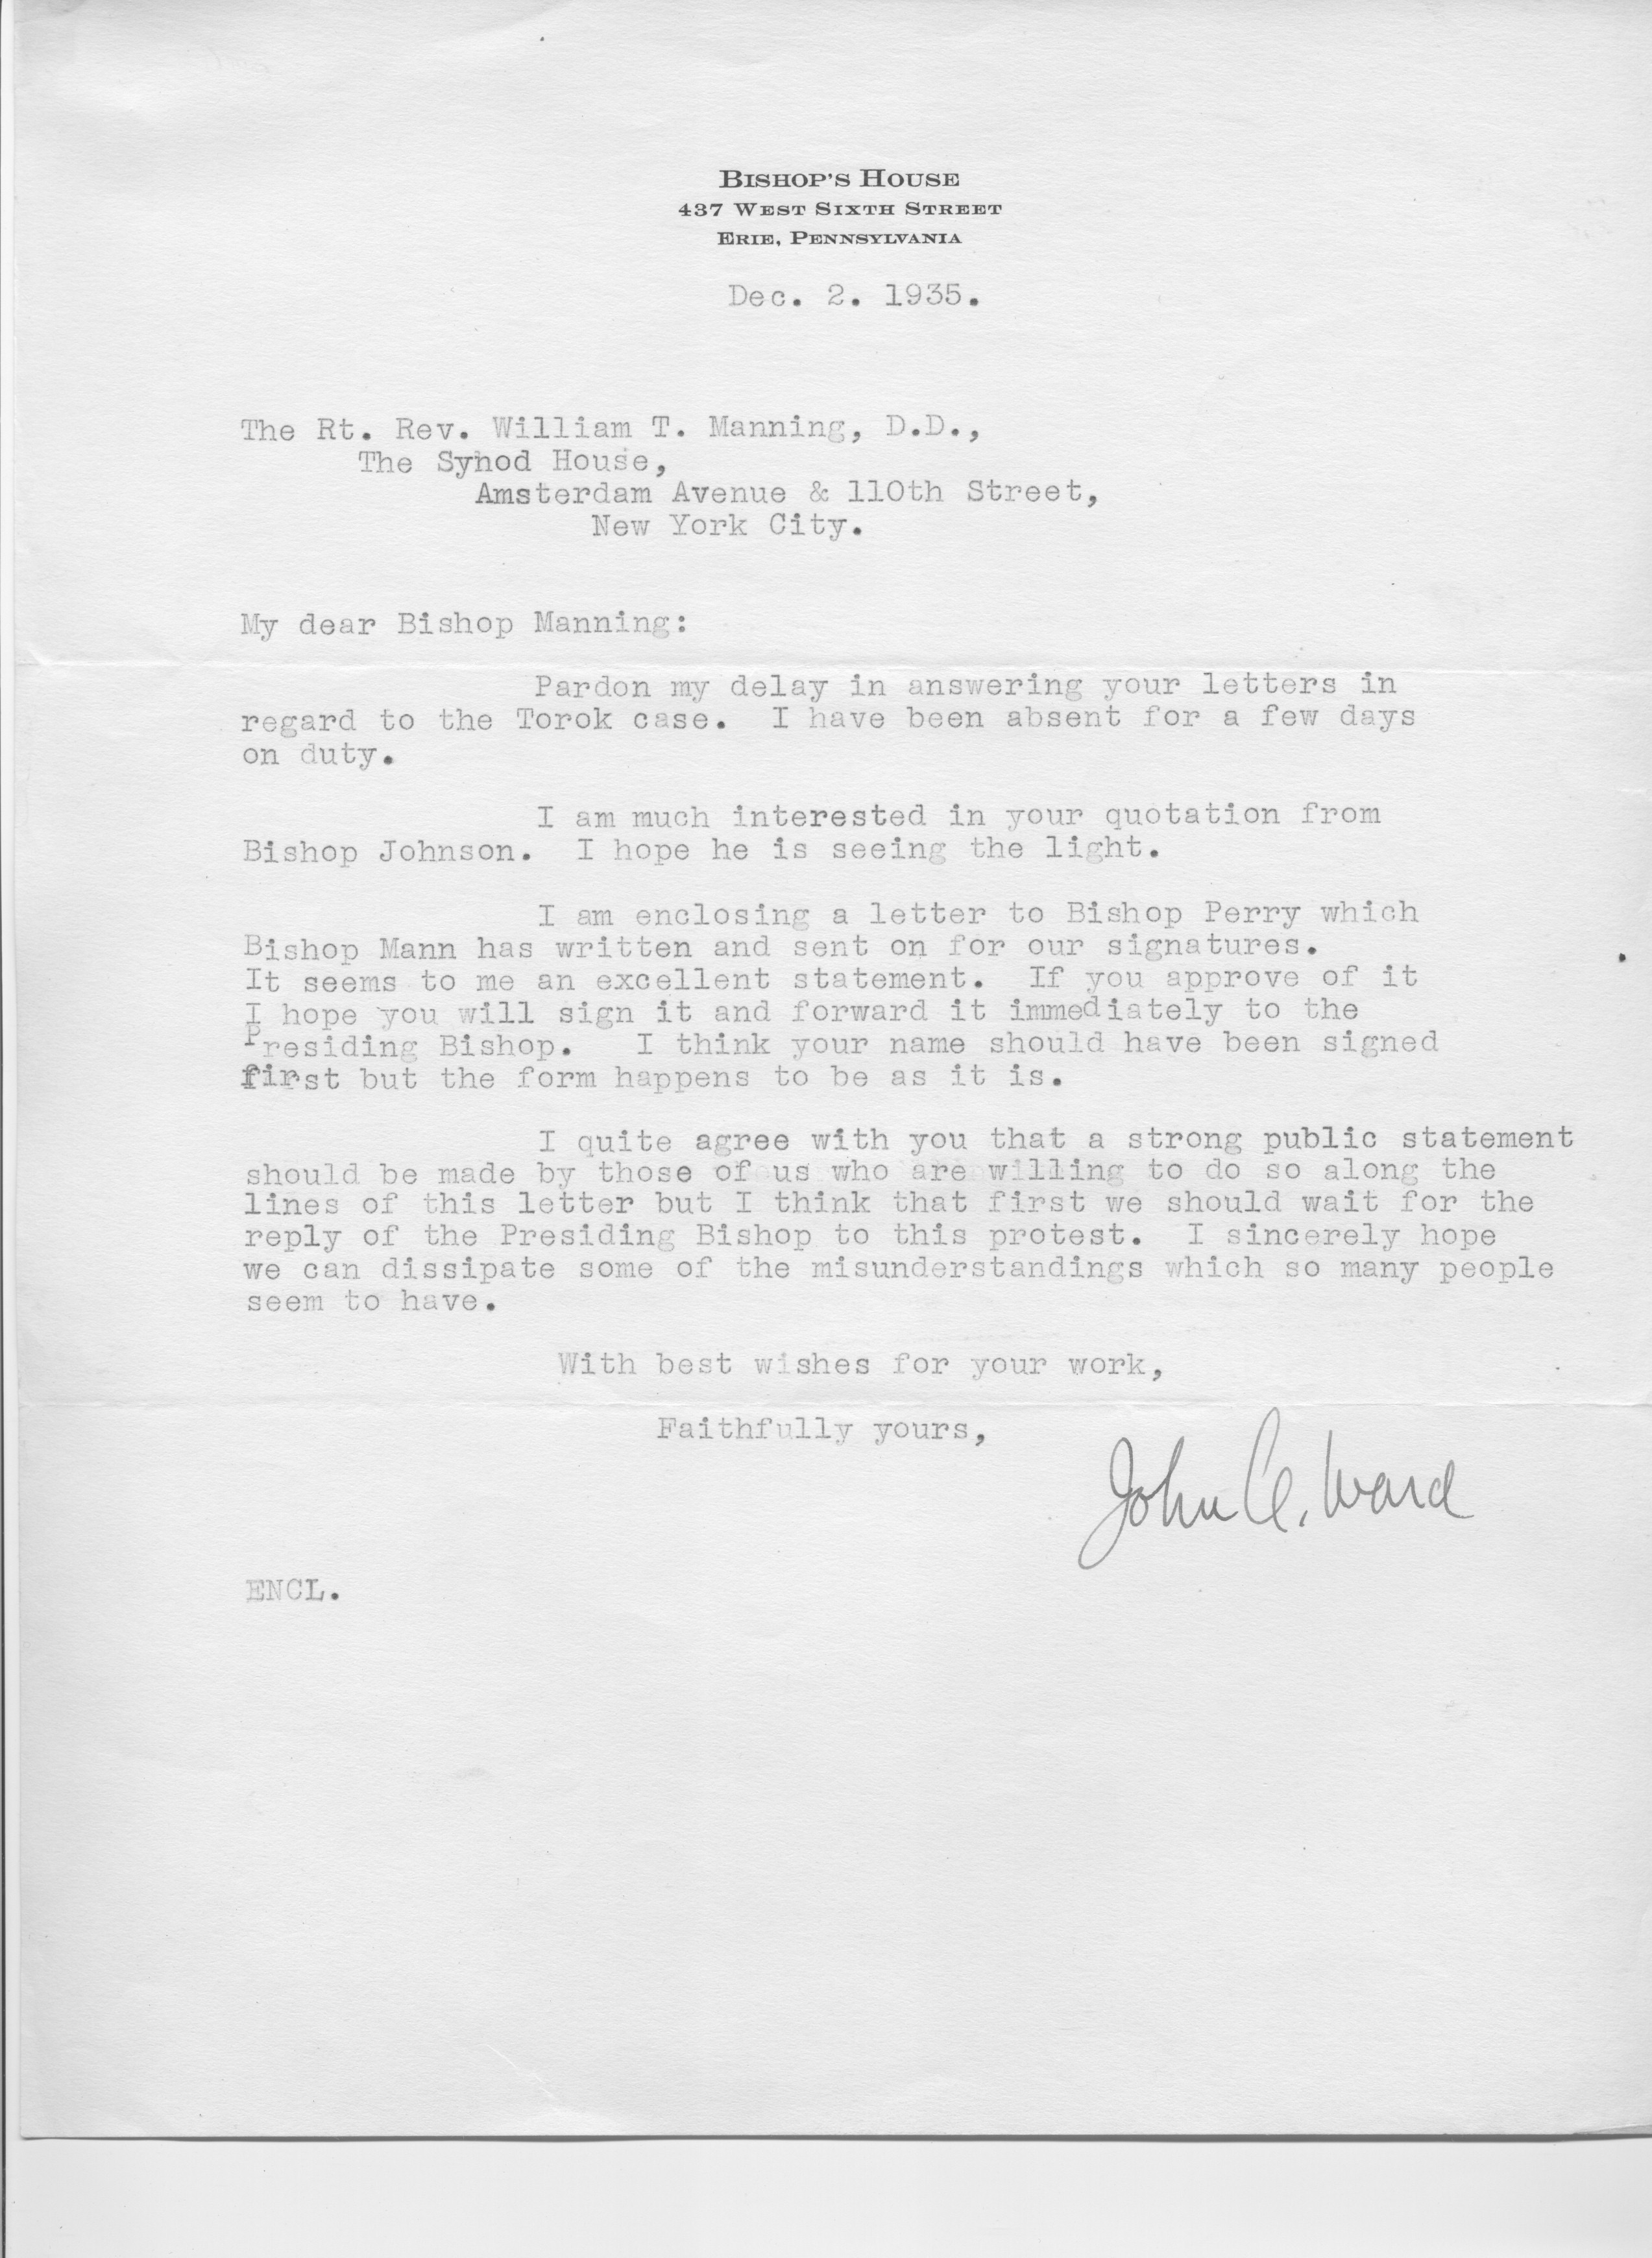 BISHOP'S HOUSE
437 WEST SIXTH STREET
ERIE, PENNSYLVANIA
Dec. 2. 1935.
The Rt. Rev. William T. Manning, D.D.,
The Synod House,
Amsterdam Avenue & 110th Street,
New York City.
My dear Bishop Manning:
Pardon my delay in answering your letters in
regard to the Torok case. I have been absent for a few days
on duty.
I am much interested in your quotation from
Bishop Johnson. I hope he is seeing the light.
I am enclosing a letter to Bishop Perry which
Bishop Mann has written and sent on for our signatures.
It seems to me an excellent statement. If you approve of it
I hope you will sign it and forward it immediately to the
Presiding Bishop. I think your name should have been signed
first but the form happens to be as it is.
I quite agree with you that a strong public statement
should be made by those of us who are willing to do so along the
lines of this letter but I think that first we should wait for the
reply of the Presiding Bishop to this protest. I sincerely hope
we can dissipate some of the misunderstandings which so many people
seem to have.
With best wishes for your work,
Faithfully yours,
John C. Ward
ENCL.